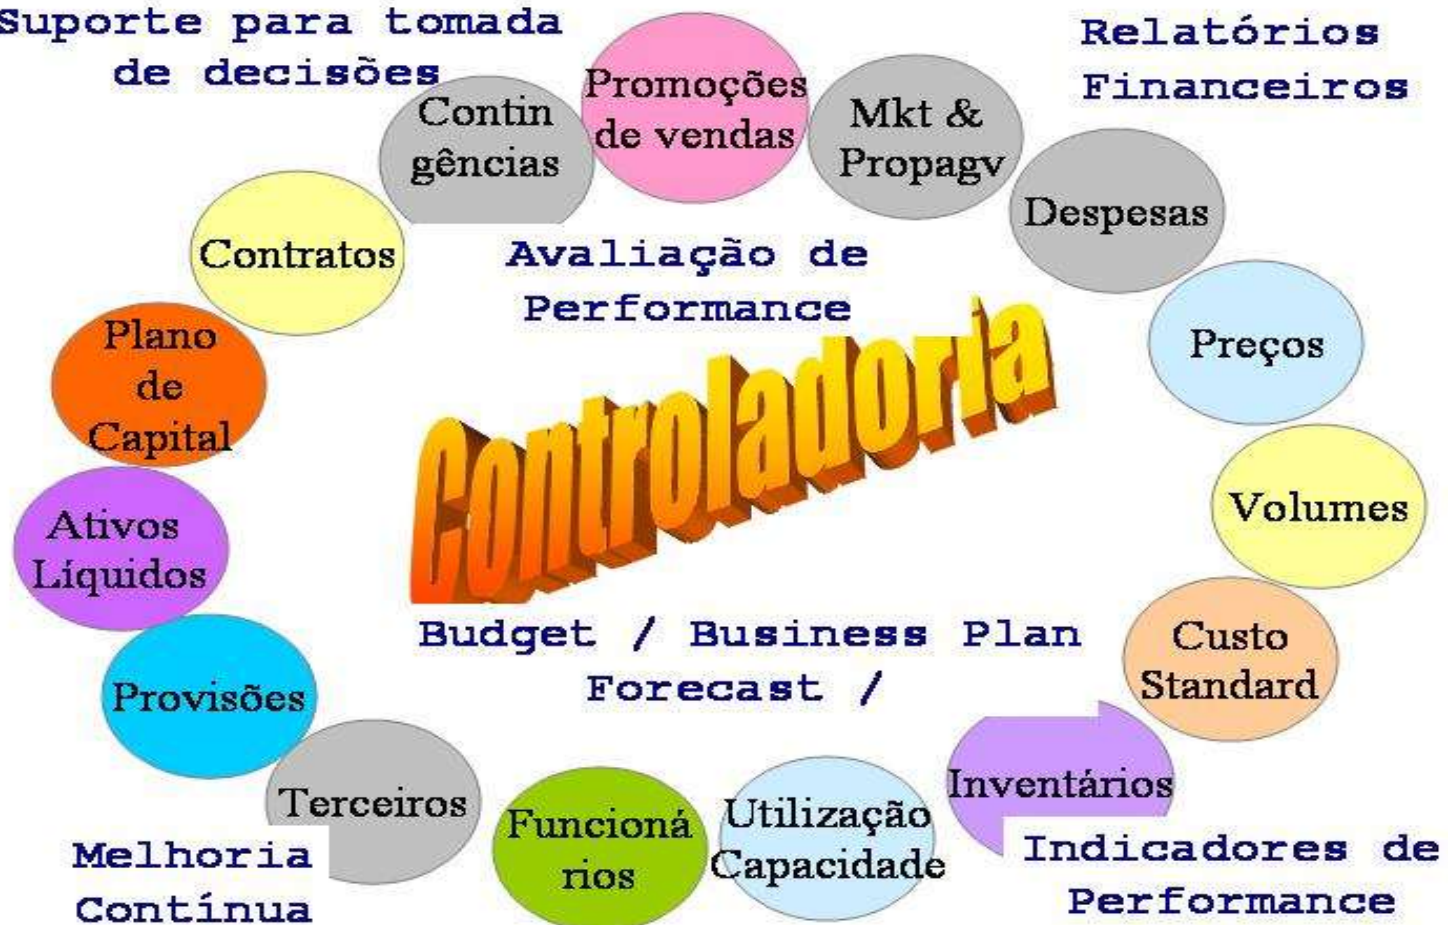 Suporte para tomada
de decisões
Relatórios
Financeiros
Contin
gências
Promoções
de vendas
Mkt &
Propagv
Despesas
Contratos
Avaliação de
Performance
Plano
de
Capital
Preços
Controladoria
Ativos
Líquidos
Volumes
Budget / Business Plan
Forecast /
Custo
Standard
Provisões
Terceiros
Funcioná
rios
Utilização
Capacidade
Inventários
Melhoria
Contínua
Indicadores de
Performance